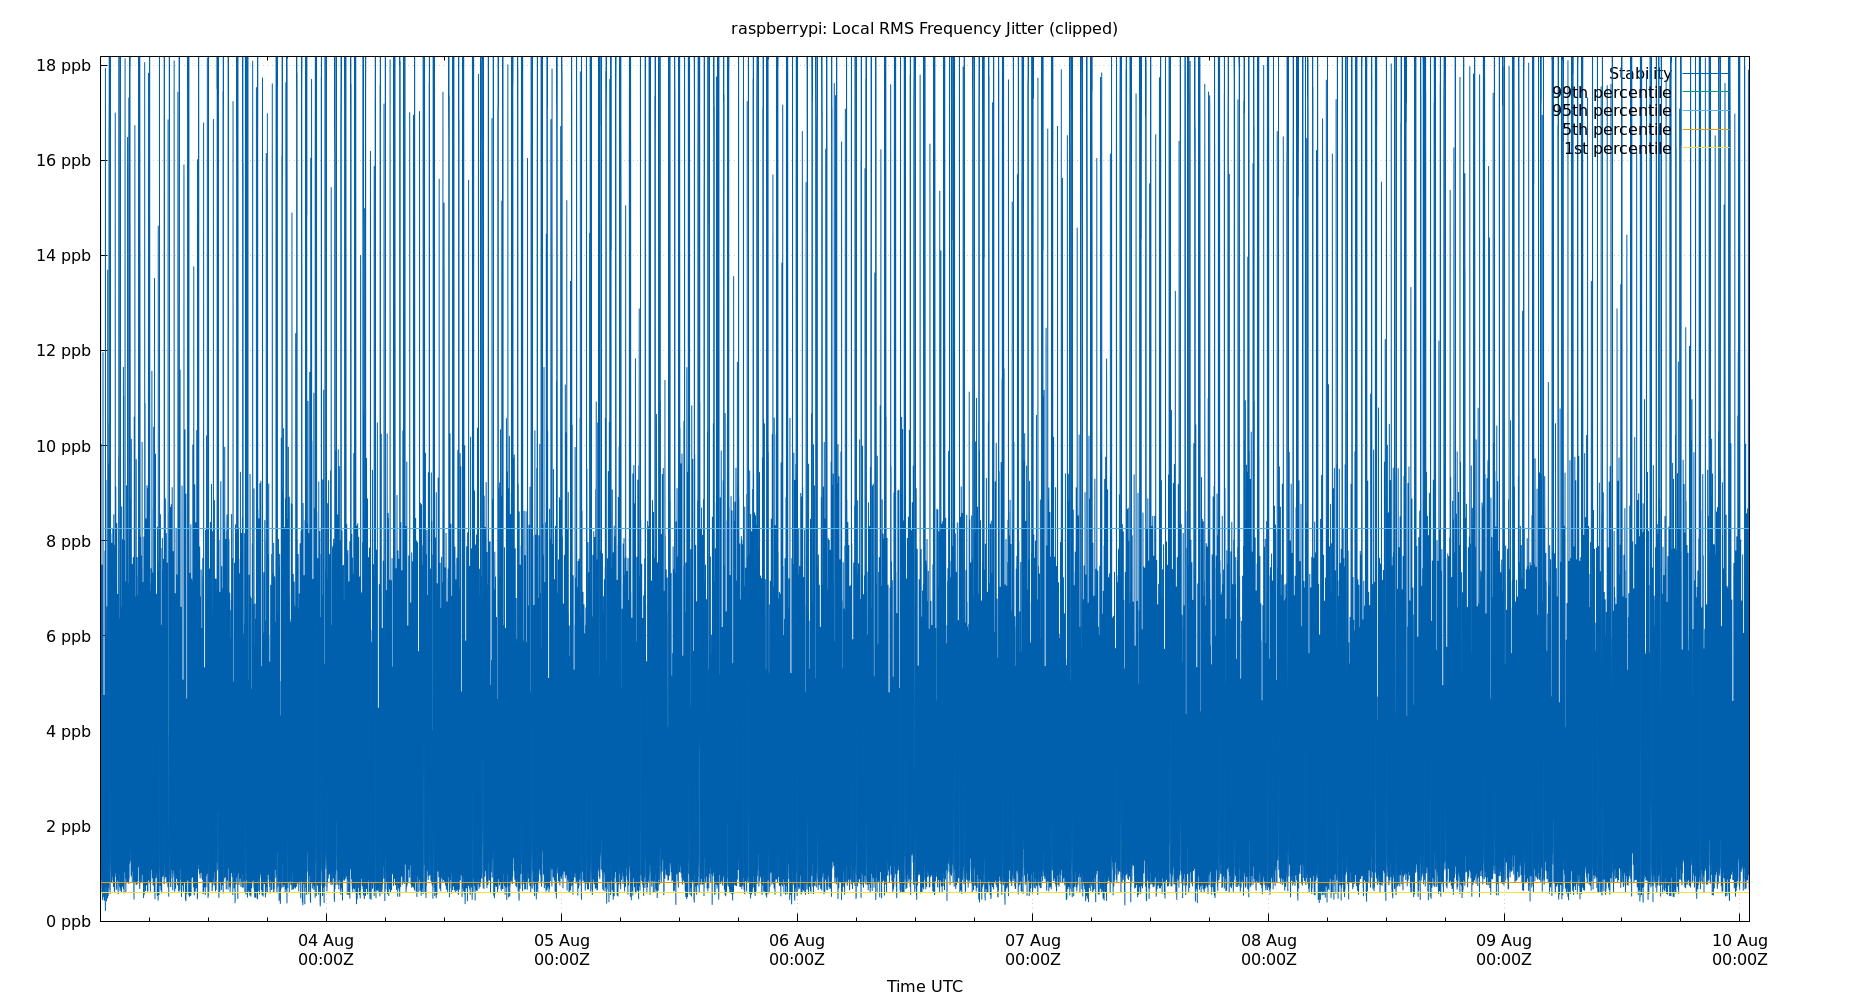 raspberrypi: Local RMS Frequency Jitter (clipped)
18 ppb
16 ppb
14 ppb
12 ppb
10 ppb
8 ppb
6 ppb
4 ppb
2 ppb
0 ppb
Stability
99th percentile
95th percentile
5th percentile
1st percentile
04 Aug
00:00Z
05 Aug
00:00Z
06 Aug
00:00Z
07 Aug
00:00Z
08 Aug
00:00Z
09 Aug
00:00Z
10 Aug
00:00Z
Time UTC